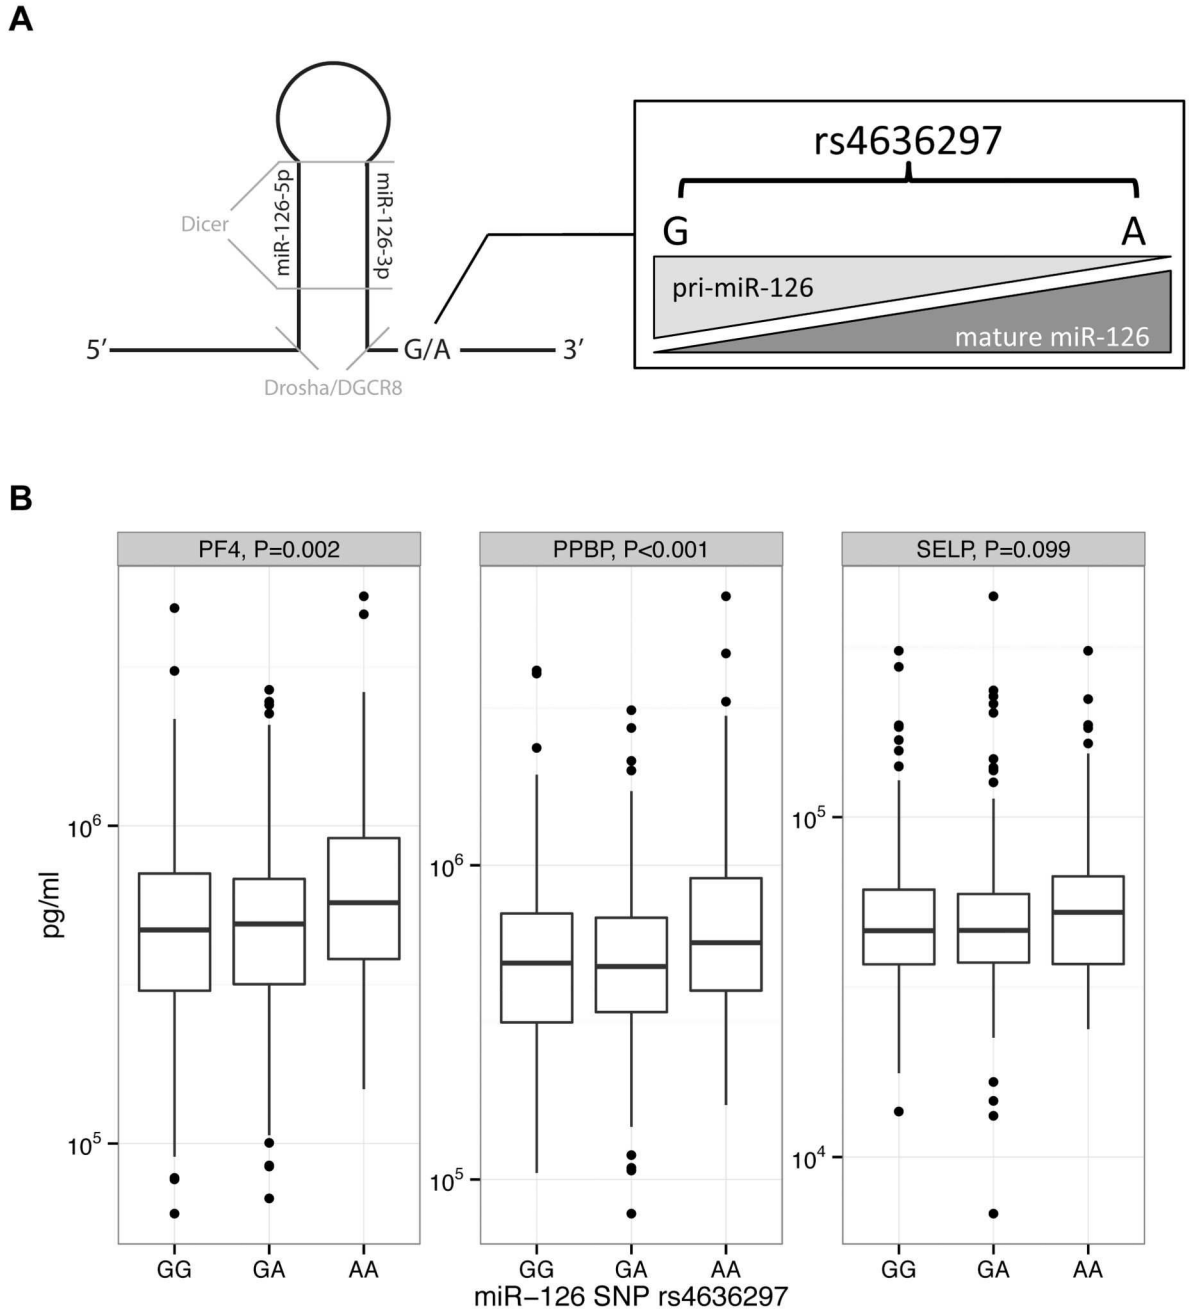 A
rs4636297
G A
pri-miR-126
mature miR-126
Dicer
miR-126-5p
miR-126-3p
5′ G/A 3′
Drosha/DGCR8
B
PF4, P=0.002
PPBP, P<0.001
SELP, P=0.099
pg/ml
10⁶
10⁵
10⁶
10⁵
10⁵
10⁴
GG GA AA
GG GA AA
GG GA AA
miR−126 SNP rs4636297